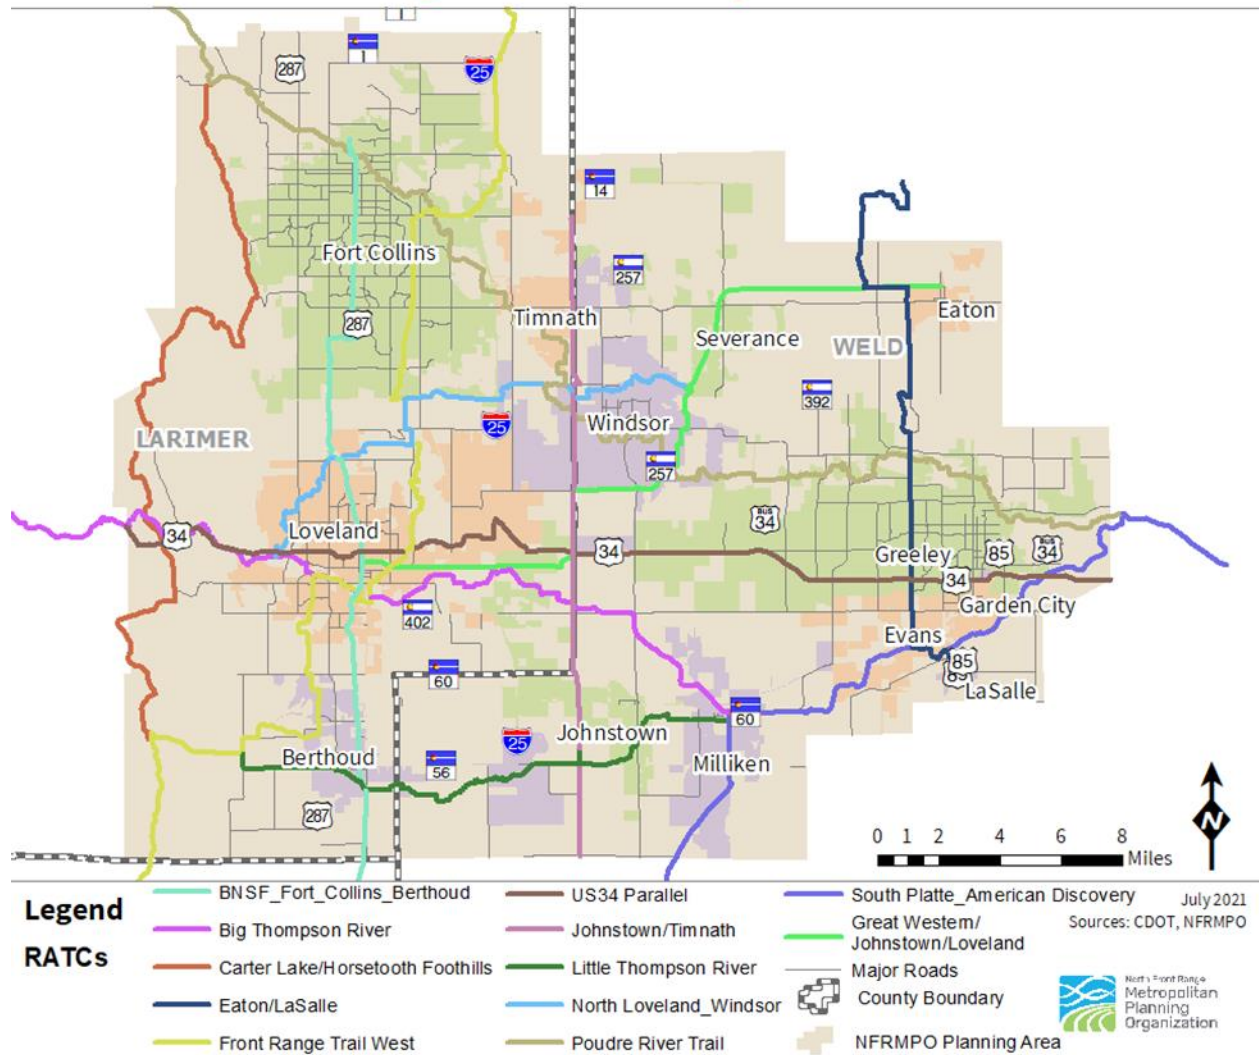 1
1
287
25
14
Fort Collins
257
287
Timnath
Eaton
Severance
WELD
392
LARIMER
25
Windsor
257
BUS
34
34
Loveland
34
Greeley
85
BUS
34
34
Garden City
402
Evans
60
85
85
LaSalle
60
Johnstown
25
Berthoud
56
Milliken
287
N
0 1 2 4 6 8
Miles
Legend
RATCs
BNSF_Fort_Collins_Berthoud
Big Thompson River
Carter Lake/Horsetooth Foothills
Eaton/LaSalle
Front Range Trail West
US34 Parallel
Johnstown/Timnath
Little Thompson River
North Loveland_Windsor
Poudre River Trail
South Platte_American Discovery
Great Western/
Johnstown/Loveland
Major Roads
County Boundary
NFRMPO Planning Area
July 2021
Sources: CDOT, NFRMPO
North Front Range
Metropolitan
Planning
Organization